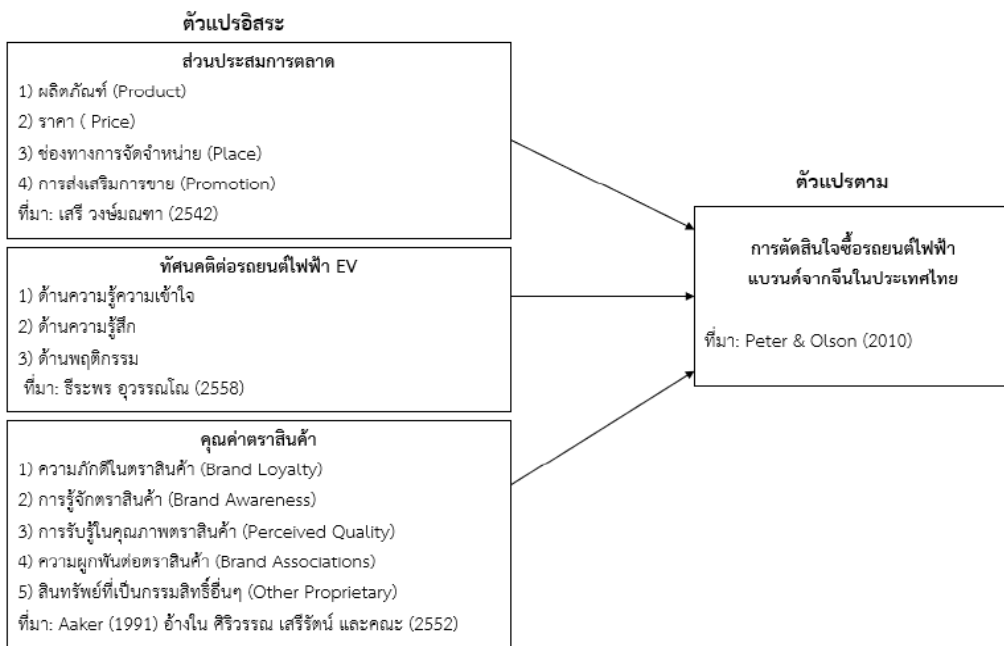 ตัวแปรอิสระ
ส่วนประสมการตลาด
1) ผลิตภัณฑ์ (Product)
2) ราคา ( Price)
3) ช่องทางการจัดจำหน่าย (Place)
4) การส่งเสริมการขาย (Promotion)
ที่มา: เสรี วงษ์มณฑา (2542)
ทัศนคติต่อรถยนต์ไฟฟ้า EV
1) ด้านความรู้ความเข้าใจ
2) ด้านความรู้สึก
3) ด้านพฤติกรรม
ที่มา: ธีระพร อุวรรณโณ (2558)
คุณค่าตราสินค้า
1) ความภักดีในตราสินค้า (Brand Loyalty)
2) การรู้จักตราสินค้า (Brand Awareness)
3) การรับรู้ในคุณภาพตราสินค้า (Perceived Quality)
4) ความผูกพันต่อตราสินค้า (Brand Associations)
5) สินทรัพย์ที่เป็นกรรมสิทธิ์อื่นๆ (Other Proprietary)
ที่มา: Aaker (1991) อ้างใน ศิริวรรณ เสรีรัตน์ และคณะ (2552)
ตัวแปรตาม
การตัดสินใจซื้อรถยนต์ไฟฟ้า
แบรนด์จากจีนในประเทศไทย
ที่มา: Peter & Olson (2010)